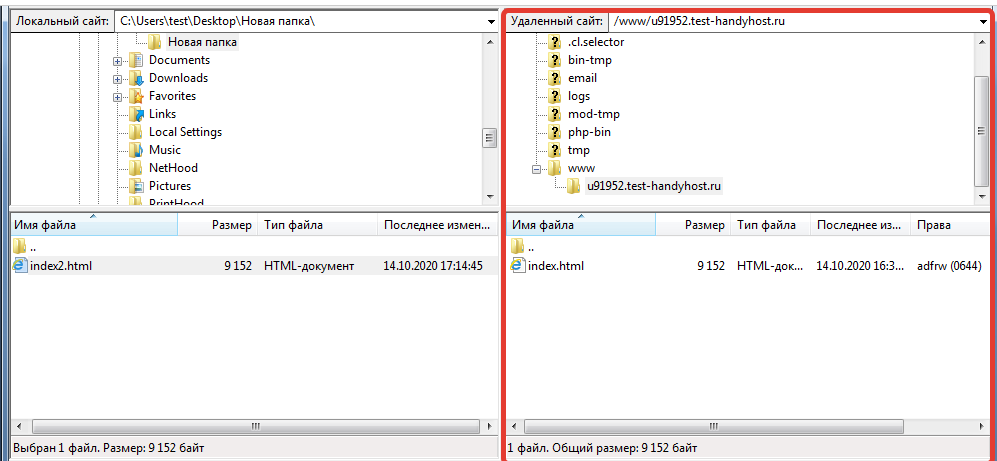 Локальный сайт: C:\Users\test\Desktop\Новая папка\
Новая папка
Documents
Downloads
Favorites
Links
Local Settings
Music
NetHood
Pictures
PrintHood
Имя файла Размер Тип файла Последнее измен...
..
index2.html 9 152 HTML-документ 14.10.2020 17:14:45
Выбран 1 файл. Размер: 9 152 байт
Удаленный сайт: /www/u91952.test-handyhost.ru
.cl.selector
bin-tmp
email
logs
mod-tmp
php-bin
tmp
www
u91952.test-handyhost.ru
Имя файла Размер Тип файла Последнее из... Права
..
index.html 9 152 HTML-док... 14.10.2020 16:3... adfrw (0644)
1 файл. Общий размер: 9 152 байт